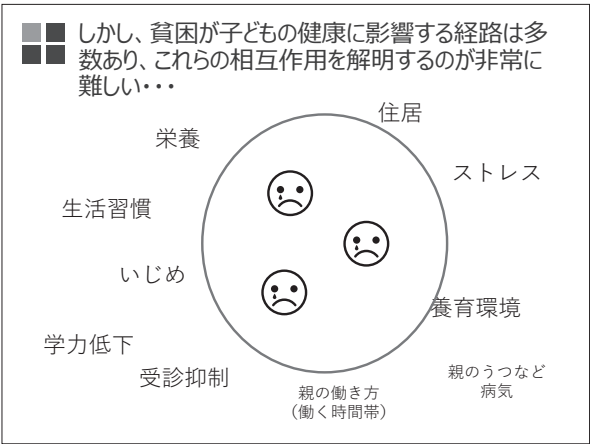 しかし、貧困が子どもの健康に影響する経路は多
数あり、これらの相互作用を解明するのが非常に
難しい・・・
住居
栄養
ストレス
生活習慣
いじめ
養育環境
学力低下
受診抑制
親の働き方
（働く時間帯）
親のうつなど
病気